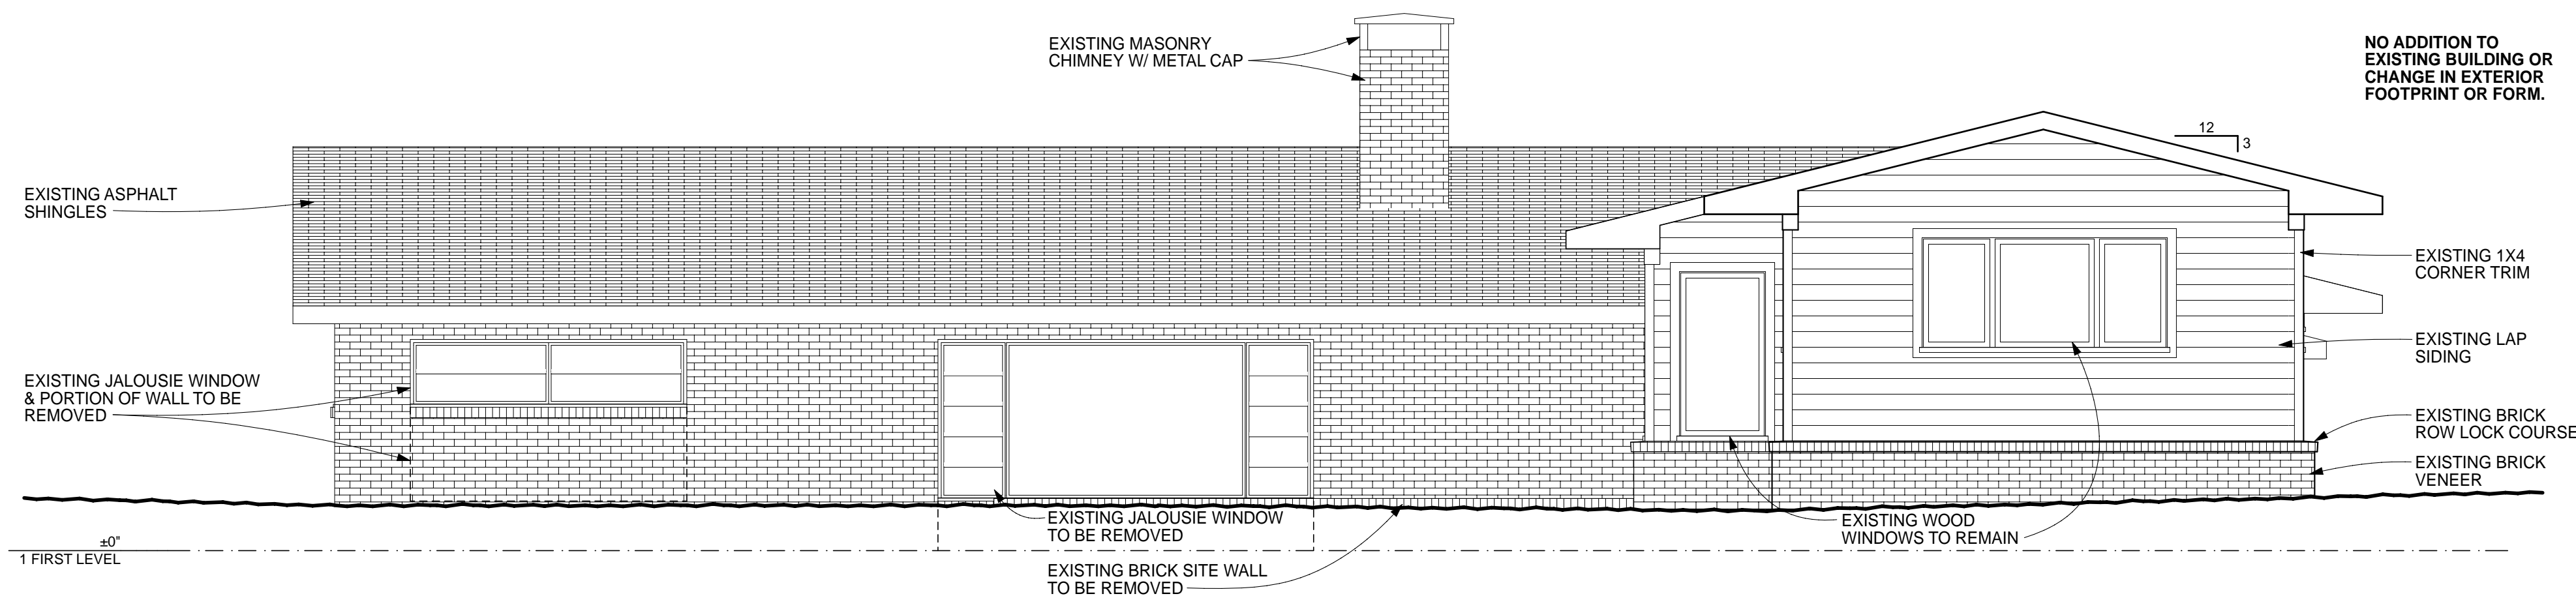 EXISTING MASONRY
CHIMNEY W/ METAL CAP
NO ADDITION TO
EXISTING BUILDING OR
CHANGE IN EXTERIOR
FOOTPRINT OR FORM.
12
3
EXISTING ASPHALT
SHINGLES
EXISTING 1X4
CORNER TRIM
EXISTING LAP
SIDING
EXISTING JALOUSIE WINDOW
& PORTION OF WALL TO BE
REMOVED
EXISTING BRICK
ROW LOCK COURSE
EXISTING BRICK
VENEER
EXISTING JALOUSIE WINDOW
TO BE REMOVED
EXISTING WOOD
WINDOWS TO REMAIN
±0"
1 FIRST LEVEL
EXISTING BRICK SITE WALL
TO BE REMOVED